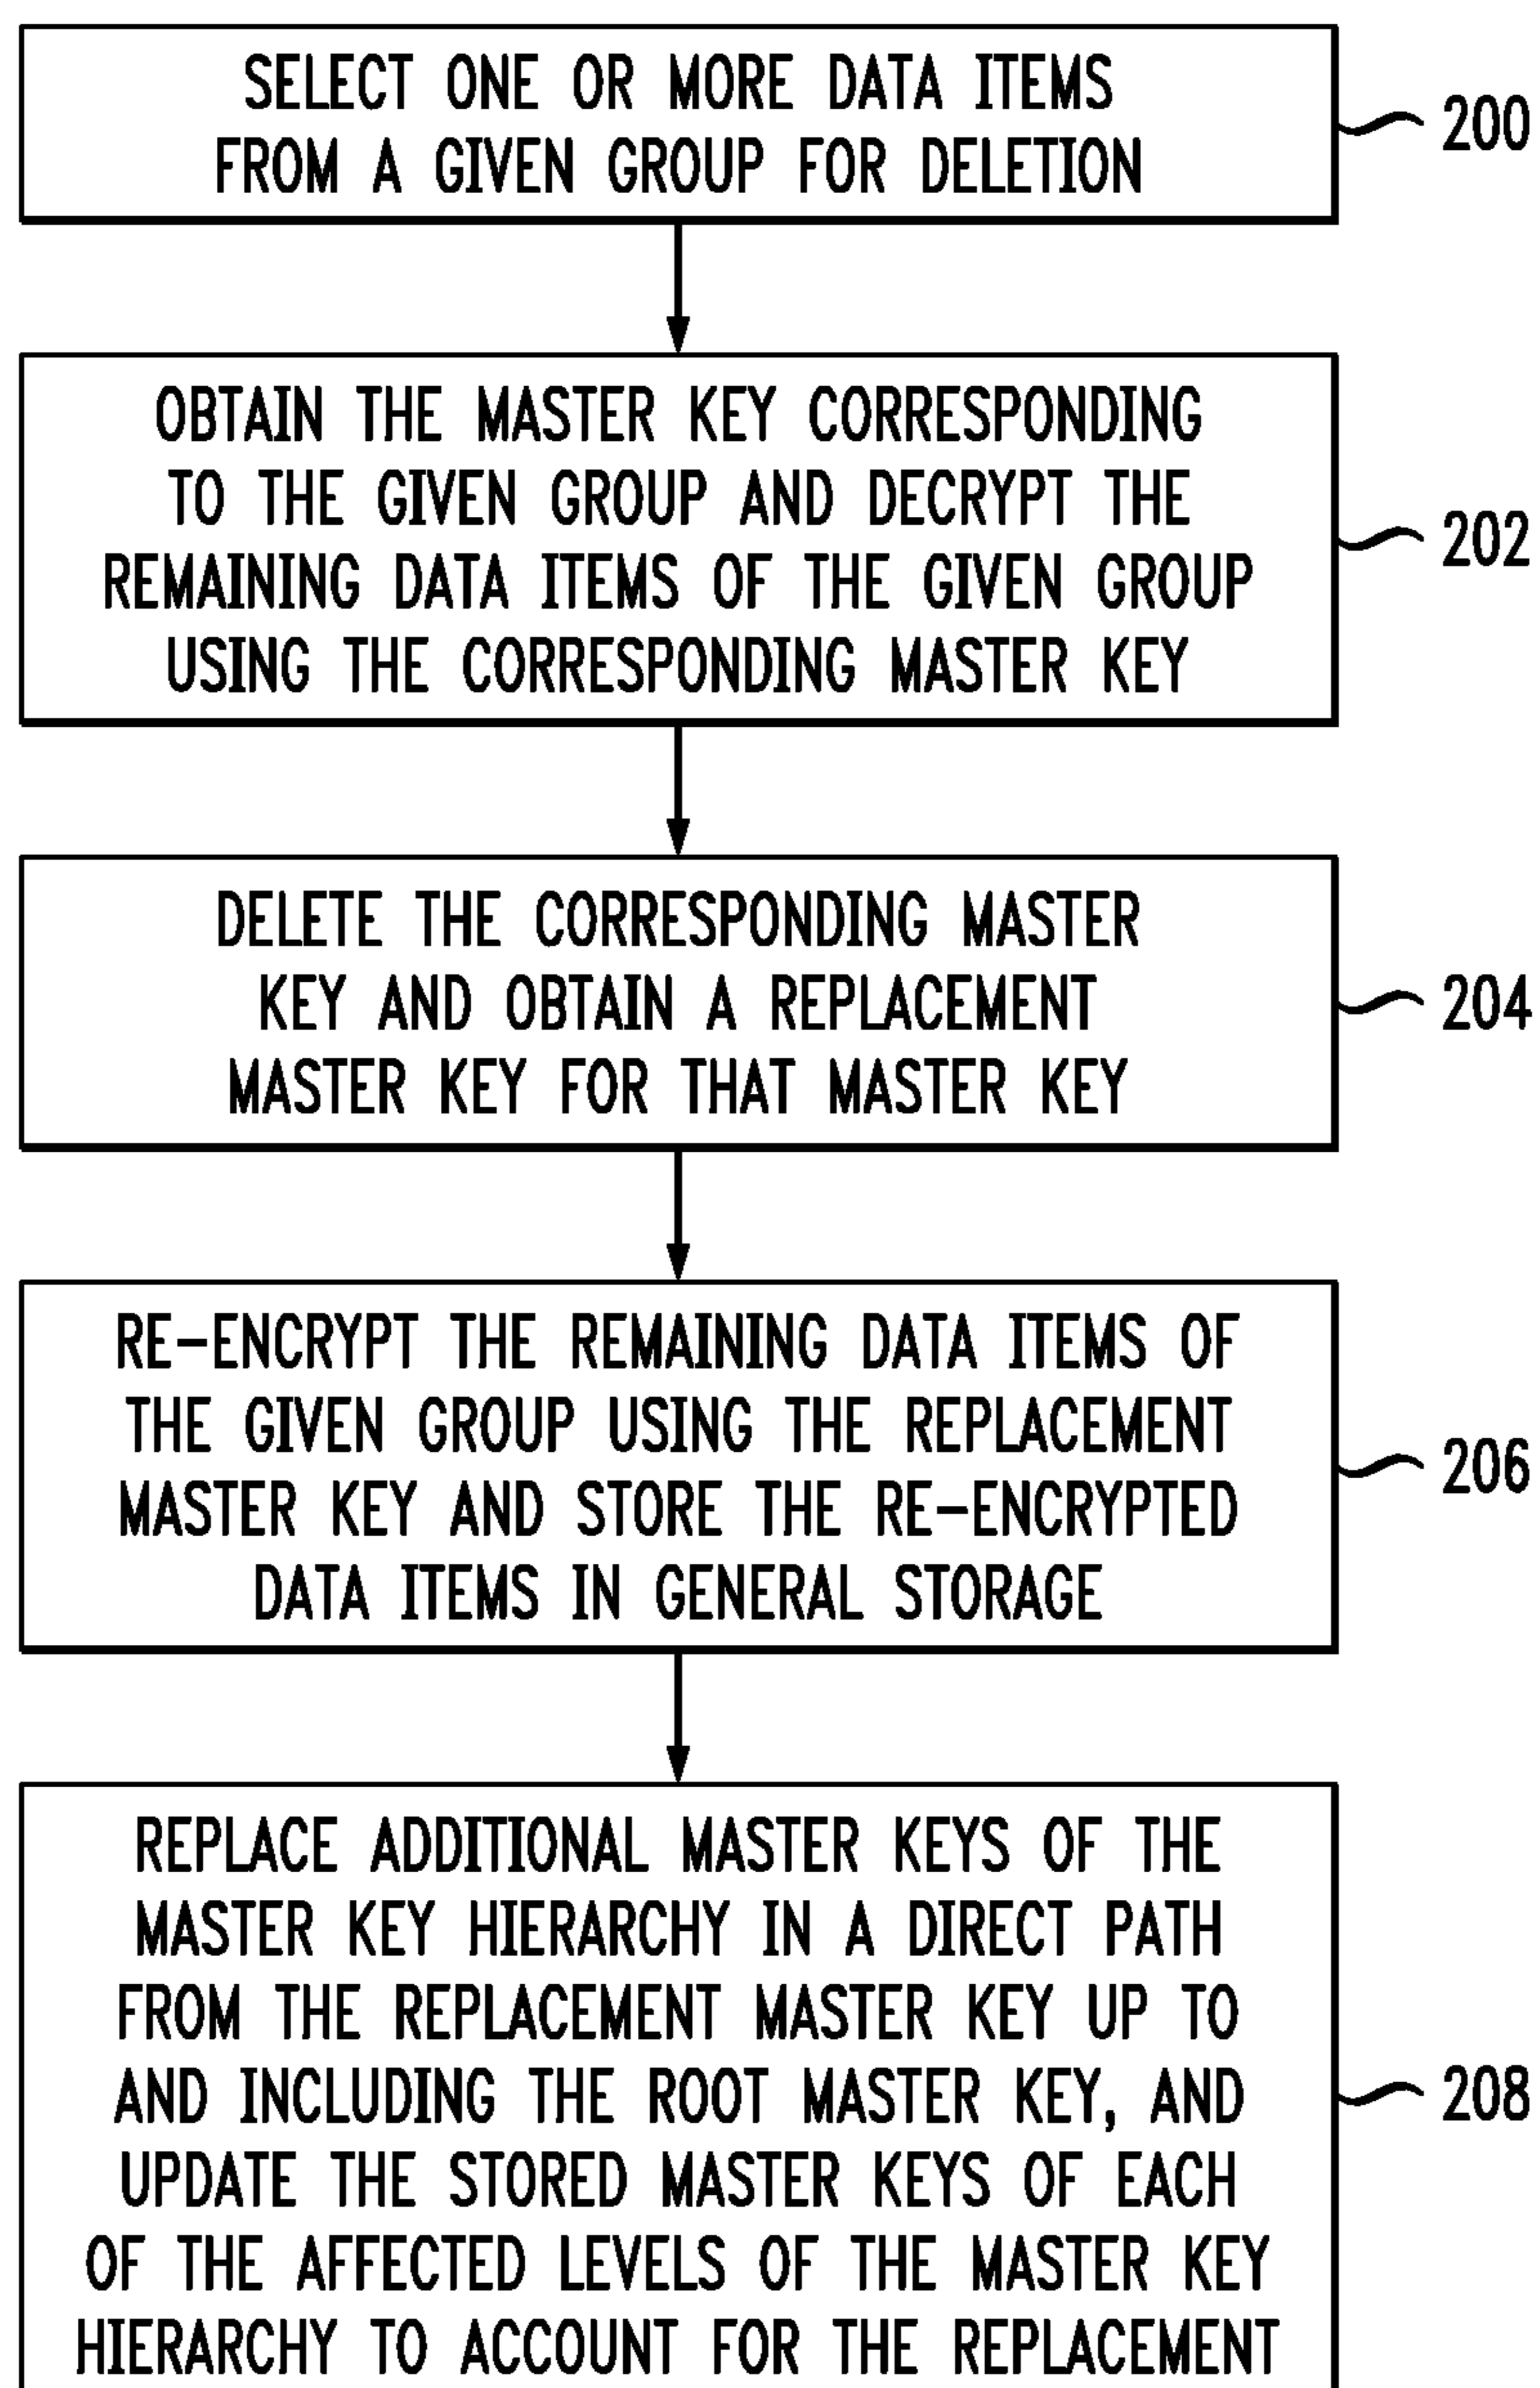 SELECT ONE OR MORE DATA ITEMS
FROM A GIVEN GROUP FOR DELETION
200
OBTAIN THE MASTER KEY CORRESPONDING
TO THE GIVEN GROUP AND DECRYPT THE
REMAINING DATA ITEMS OF THE GIVEN GROUP
USING THE CORRESPONDING MASTER KEY
202
DELETE THE CORRESPONDING MASTER
KEY AND OBTAIN A REPLACEMENT
MASTER KEY FOR THAT MASTER KEY
204
RE-ENCRYPT THE REMAINING DATA ITEMS OF
THE GIVEN GROUP USING THE REPLACEMENT
MASTER KEY AND STORE THE RE-ENCRYPTED
DATA ITEMS IN GENERAL STORAGE
206
REPLACE ADDITIONAL MASTER KEYS OF THE
MASTER KEY HIERARCHY IN A DIRECT PATH
FROM THE REPLACEMENT MASTER KEY UP TO
AND INCLUDING THE ROOT MASTER KEY, AND
UPDATE THE STORED MASTER KEYS OF EACH
OF THE AFFECTED LEVELS OF THE MASTER KEY
HIERARCHY TO ACCOUNT FOR THE REPLACEMENT
208